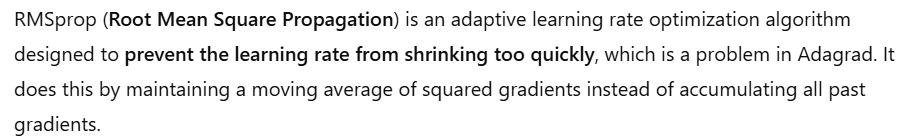 RMSprop (Root Mean Square Propagation) is an adaptive learning rate optimization algorithm
designed to prevent the learning rate from shrinking too quickly, which is a problem in Adagrad. It
does this by maintaining a moving average of squared gradients instead of accumulating all past
gradients.